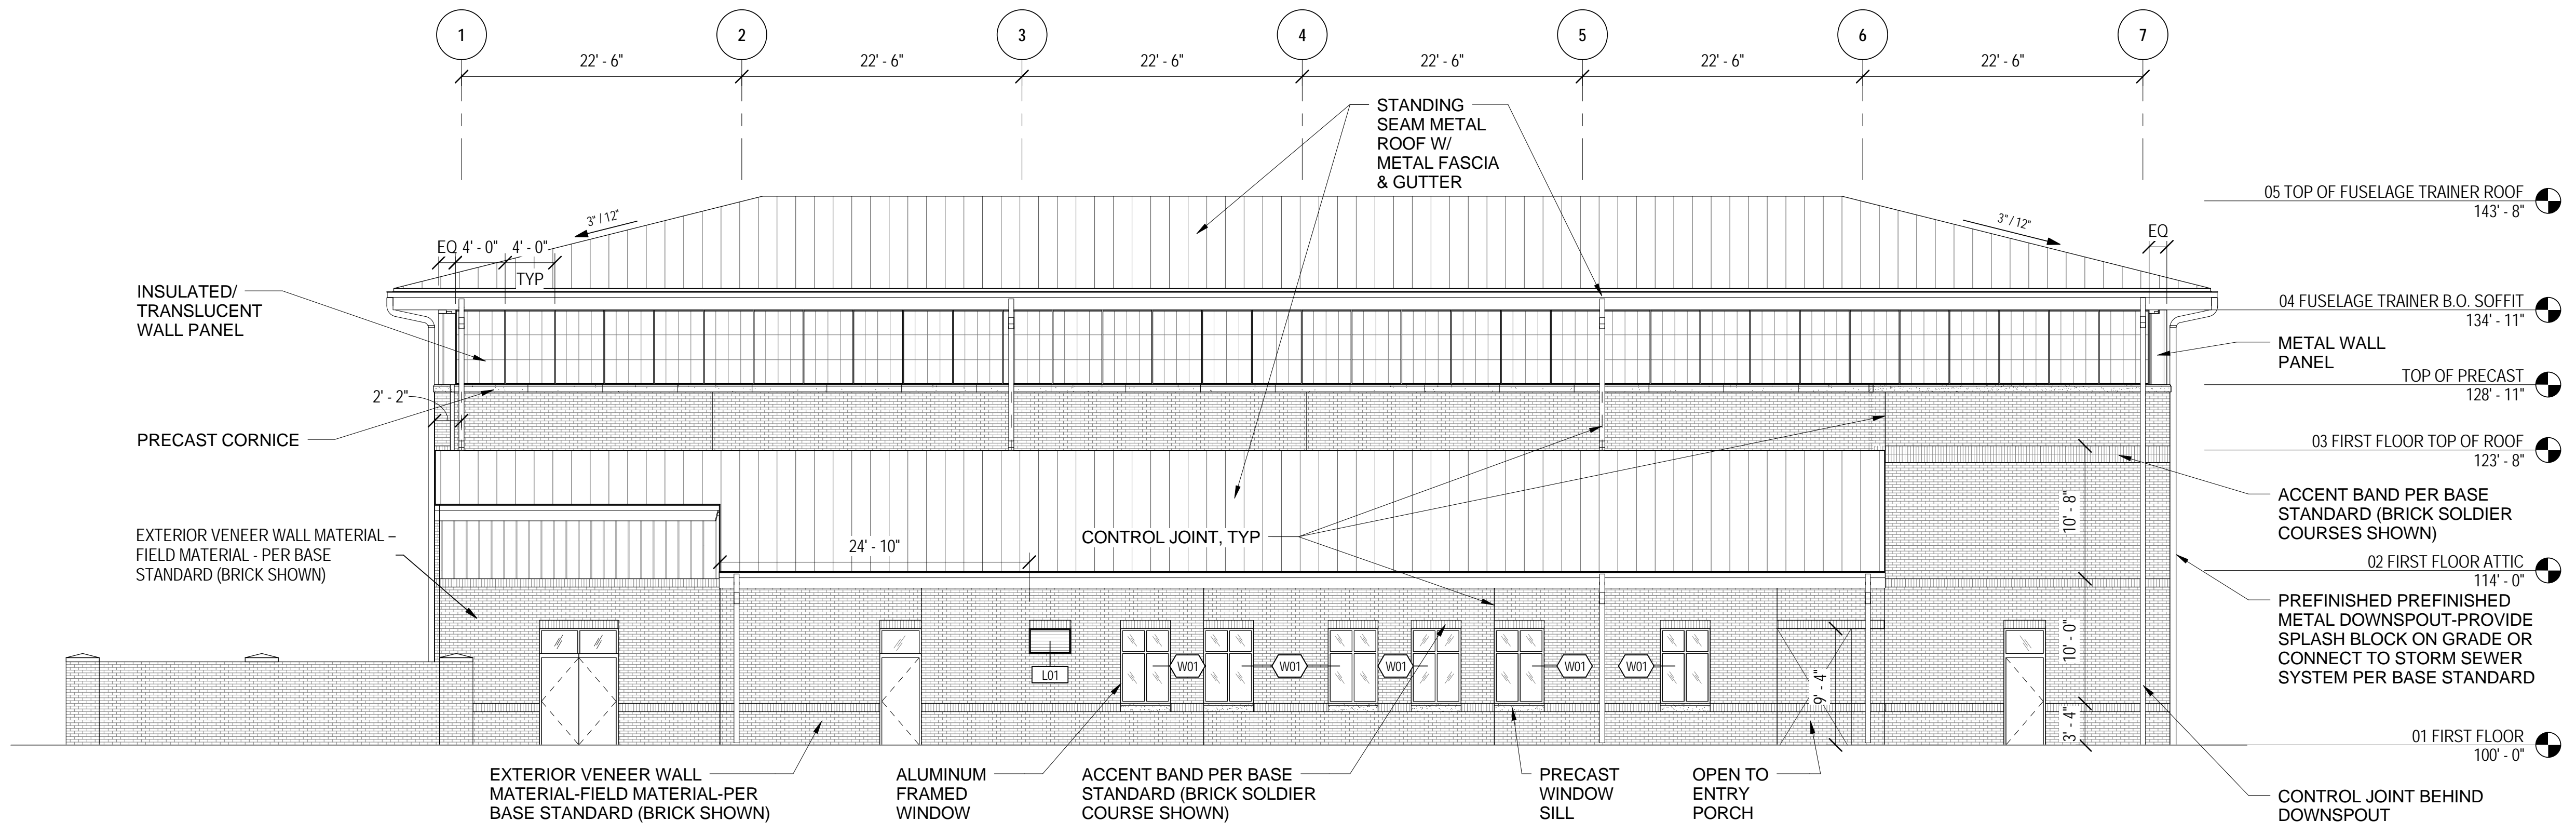 1 2 3 4 5 6 7
22' - 6" 22' - 6" 22' - 6" 22' - 6" 22' - 6" 22' - 6"
STANDING
SEAM METAL
ROOF W/
METAL FASCIA
& GUTTER
3" / 12"
3" / 12"
EQ 4' - 0" 4' - 0"
TYP
EQ
INSULATED/
TRANSLUCENT
WALL PANEL
2' - 2"
PRECAST CORNICE
EXTERIOR VENEER WALL MATERIAL –
FIELD MATERIAL - PER BASE
STANDARD (BRICK SHOWN)
24' - 10"
CONTROL JOINT, TYP
L01
W01 W01 W01 W01 W01
9' - 4"
10' - 8"
10' - 0"
3' - 4"
05 TOP OF FUSELAGE TRAINER ROOF
143' - 8"
04 FUSELAGE TRAINER B.O. SOFFIT
134' - 11"
METAL WALL
PANEL
TOP OF PRECAST
128' - 11"
03 FIRST FLOOR TOP OF ROOF
123' - 8"
ACCENT BAND PER BASE
STANDARD (BRICK SOLDIER
COURSES SHOWN)
02 FIRST FLOOR ATTIC
114' - 0"
PREFINISHED PREFINISHED
METAL DOWNSPOUT-PROVIDE
SPLASH BLOCK ON GRADE OR
CONNECT TO STORM SEWER
SYSTEM PER BASE STANDARD
01 FIRST FLOOR
100' - 0"
CONTROL JOINT BEHIND
DOWNSPOUT
EXTERIOR VENEER WALL
MATERIAL-FIELD MATERIAL-PER
BASE STANDARD (BRICK SHOWN)
ALUMINUM
FRAMED
WINDOW
ACCENT BAND PER BASE
STANDARD (BRICK SOLDIER
COURSE SHOWN)
PRECAST
WINDOW
SILL
OPEN TO
ENTRY
PORCH